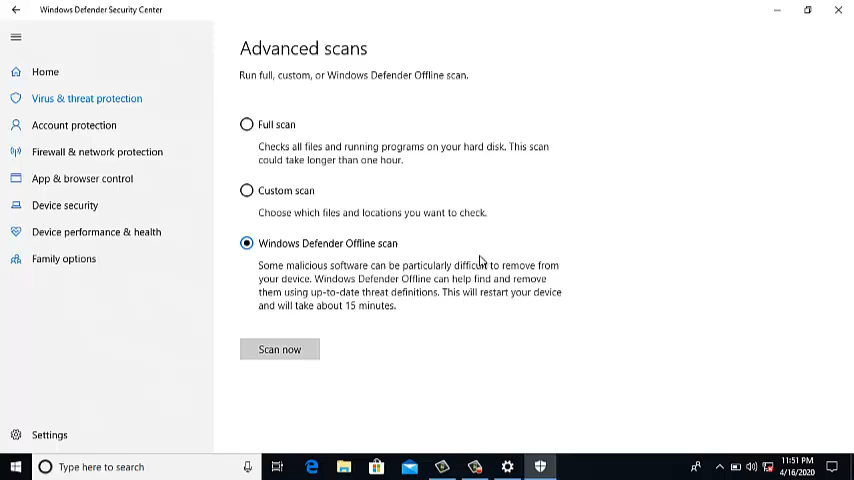 Windows Defender Security Center
Home
Virus & threat protection
Account protection
Firewall & network protection
App & browser control
Device security
Device performance & health
Family options
Settings
Advanced scans
Run full, custom, or Windows Defender Offline scan.
Full scan
Checks all files and running programs on your hard disk. This scan
could take longer than one hour.
Custom scan
Choose which files and locations you want to check.
Windows Defender Offline scan
Some malicious software can be particularly difficult to remove from
your device. Windows Defender Offline can help find and remove
them using up-to-date threat definitions. This will restart your device
and will take about 15 minutes.
Scan now
Type here to search
11:51 PM
4/16/2020